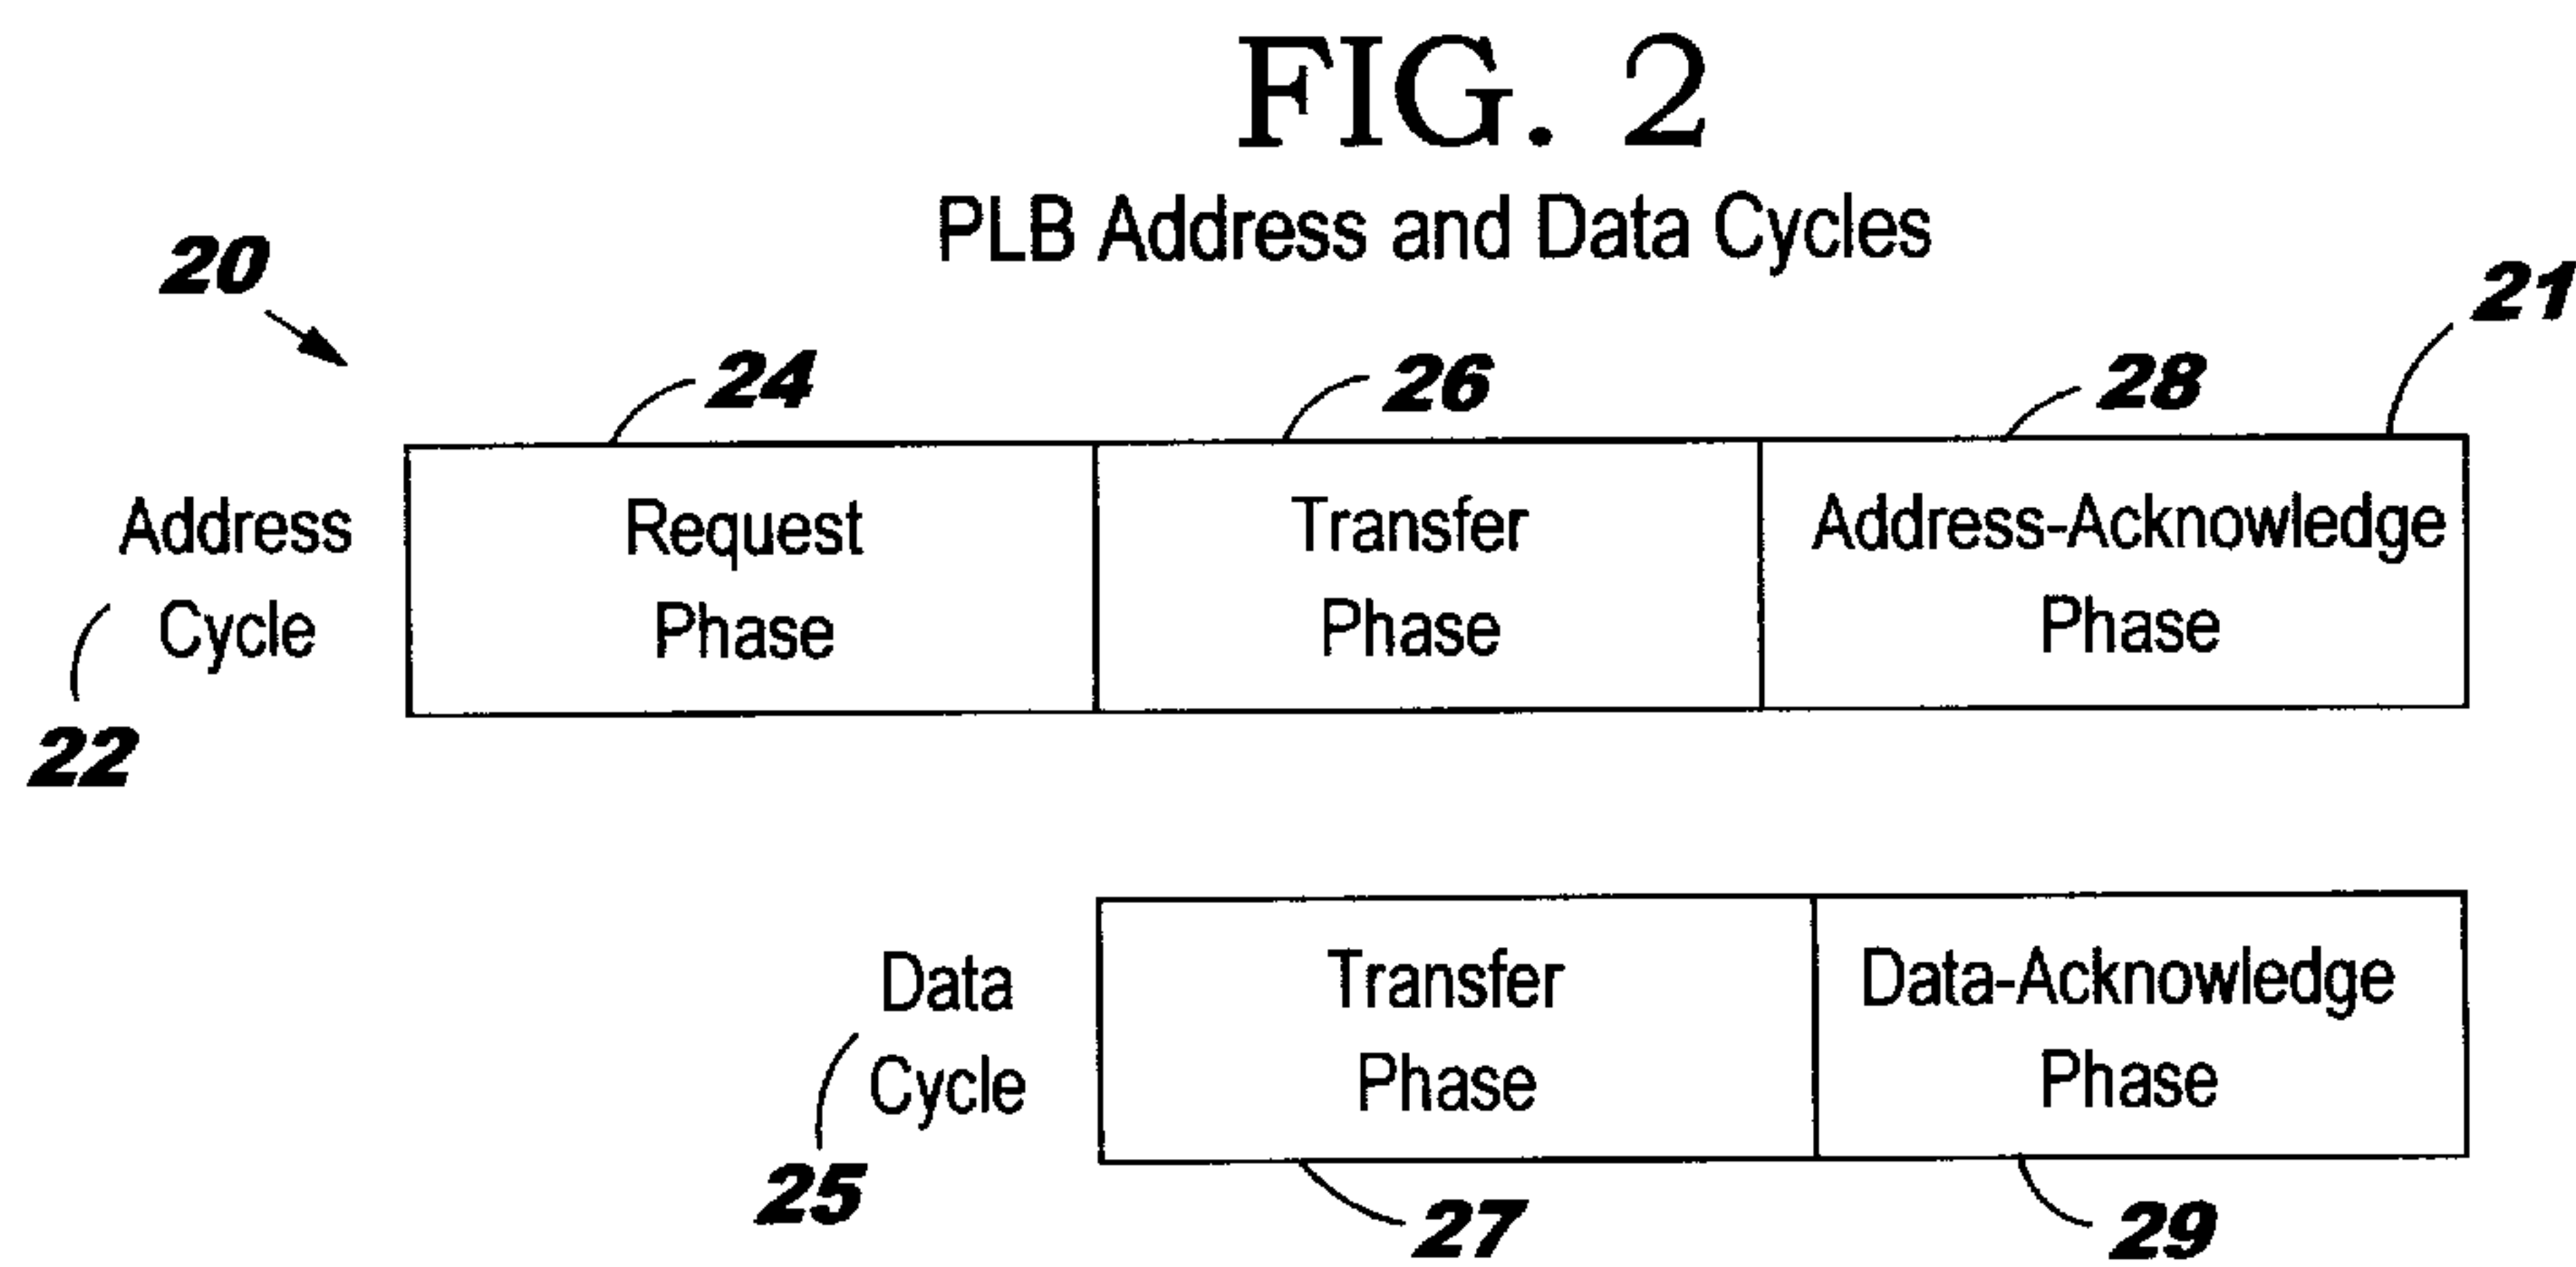 FIG. 2
PLB Address and Data Cycles
20
21
24
26
28
Address
Cycle
22
Request
Phase
Transfer
Phase
Address-Acknowledge
Phase
Data
Cycle
25
Transfer
Phase
Data-Acknowledge
Phase
27
29